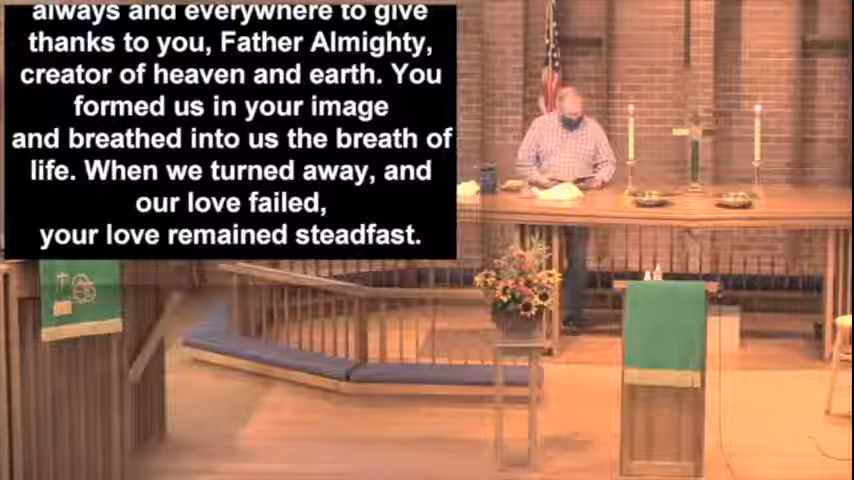 always and everywhere to give
thanks to you, Father Almighty,
creator of heaven and earth. You
formed us in your image
and breathed into us the breath of
life. When we turned away, and
our love failed,
your love remained steadfast.